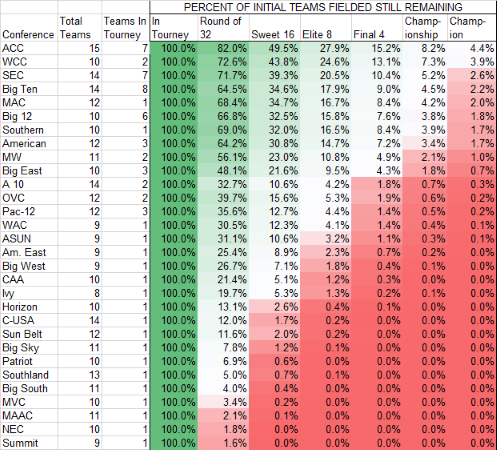 PERCENT OF INITIAL TEAMS FIELDED STILL REMAINING
Total Teams In In Round of Champ- Champ-
Conference Teams Tourney Tourney 32 Sweet 16 Elite 8 Final 4 ionship ion
ACC 15 7 100.0% 82.0% 49.5% 27.9% 15.2% 8.2% 4.4%
WCC 10 2 100.0% 72.6% 43.8% 24.6% 13.1% 7.3% 3.9%
SEC 14 7 100.0% 71.7% 39.3% 20.5% 10.4% 5.2% 2.6%
Big Ten 14 8 100.0% 64.5% 34.6% 17.9% 9.0% 4.5% 2.2%
MAC 12 1 100.0% 68.4% 34.7% 16.7% 8.4% 4.2% 2.0%
Big 12 10 6 100.0% 66.8% 32.5% 15.8% 7.6% 3.8% 1.8%
Southern 10 1 100.0% 69.0% 32.0% 16.5% 8.4% 3.9% 1.7%
American 12 3 100.0% 64.2% 30.8% 14.7% 7.2% 3.4% 1.7%
MW 11 2 100.0% 56.1% 23.0% 10.8% 4.9% 2.1% 1.0%
Big East 10 3 100.0% 48.1% 21.6% 9.5% 4.3% 1.8% 0.7%
A 10 14 2 100.0% 32.7% 10.6% 4.2% 1.8% 0.7% 0.3%
OVC 12 2 100.0% 39.7% 15.6% 5.3% 1.9% 0.6% 0.2%
Pac-12 12 3 100.0% 35.6% 12.7% 4.4% 1.4% 0.5% 0.2%
WAC 9 1 100.0% 30.5% 12.3% 4.1% 1.4% 0.4% 0.1%
ASUN 9 1 100.0% 31.1% 10.6% 3.2% 1.1% 0.3% 0.1%
Am. East 9 1 100.0% 25.4% 8.9% 2.3% 0.7% 0.2% 0.0%
Big West 9 1 100.0% 26.7% 7.1% 1.8% 0.4% 0.1% 0.0%
CAA 10 1 100.0% 21.4% 5.1% 1.2% 0.3% 0.0% 0.0%
Ivy 8 1 100.0% 19.7% 5.3% 1.3% 0.2% 0.1% 0.0%
Horizon 10 1 100.0% 13.1% 2.6% 0.4% 0.1% 0.0% 0.0%
C-USA 14 1 100.0% 12.0% 1.7% 0.2% 0.0% 0.0% 0.0%
Sun Belt 12 1 100.0% 11.6% 2.0% 0.2% 0.0% 0.0% 0.0%
Big Sky 11 1 100.0% 7.8% 1.2% 0.1% 0.0% 0.0% 0.0%
Patriot 10 1 100.0% 6.9% 0.6% 0.0% 0.0% 0.0% 0.0%
Southland 13 1 100.0% 5.0% 0.7% 0.1% 0.0% 0.0% 0.0%
Big South 11 1 100.0% 4.0% 0.4% 0.0% 0.0% 0.0% 0.0%
MVC 10 1 100.0% 3.4% 0.2% 0.0% 0.0% 0.0% 0.0%
MAAC 11 1 100.0% 2.1% 0.1% 0.0% 0.0% 0.0% 0.0%
NEC 10 1 100.0% 1.8% 0.0% 0.0% 0.0% 0.0% 0.0%
Summit 9 1 100.0% 1.6% 0.0% 0.0% 0.0% 0.0% 0.0%